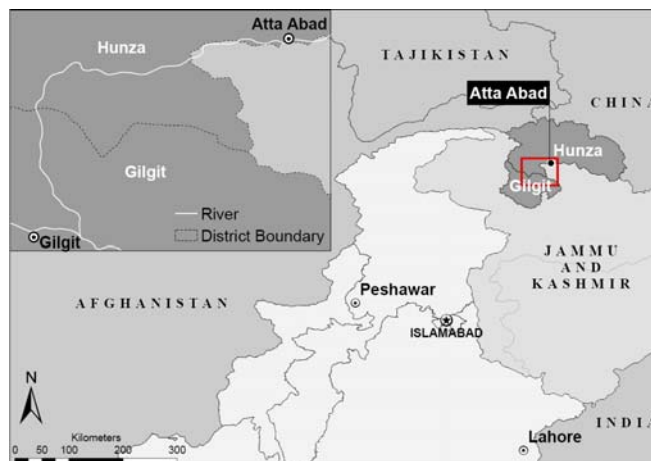 Atta Abad
Hunza
Gilgit
River
District Boundary
Gilgit
TAJIKISTAN
Atta Abad
CHINA
Hunza
Gilgit
JAMMU
AND
KASHMIR
AFGHANISTAN
Peshawar
ISLAMABAD
N
Kilometers
0 50 100 200 300
INDIA
Lahore